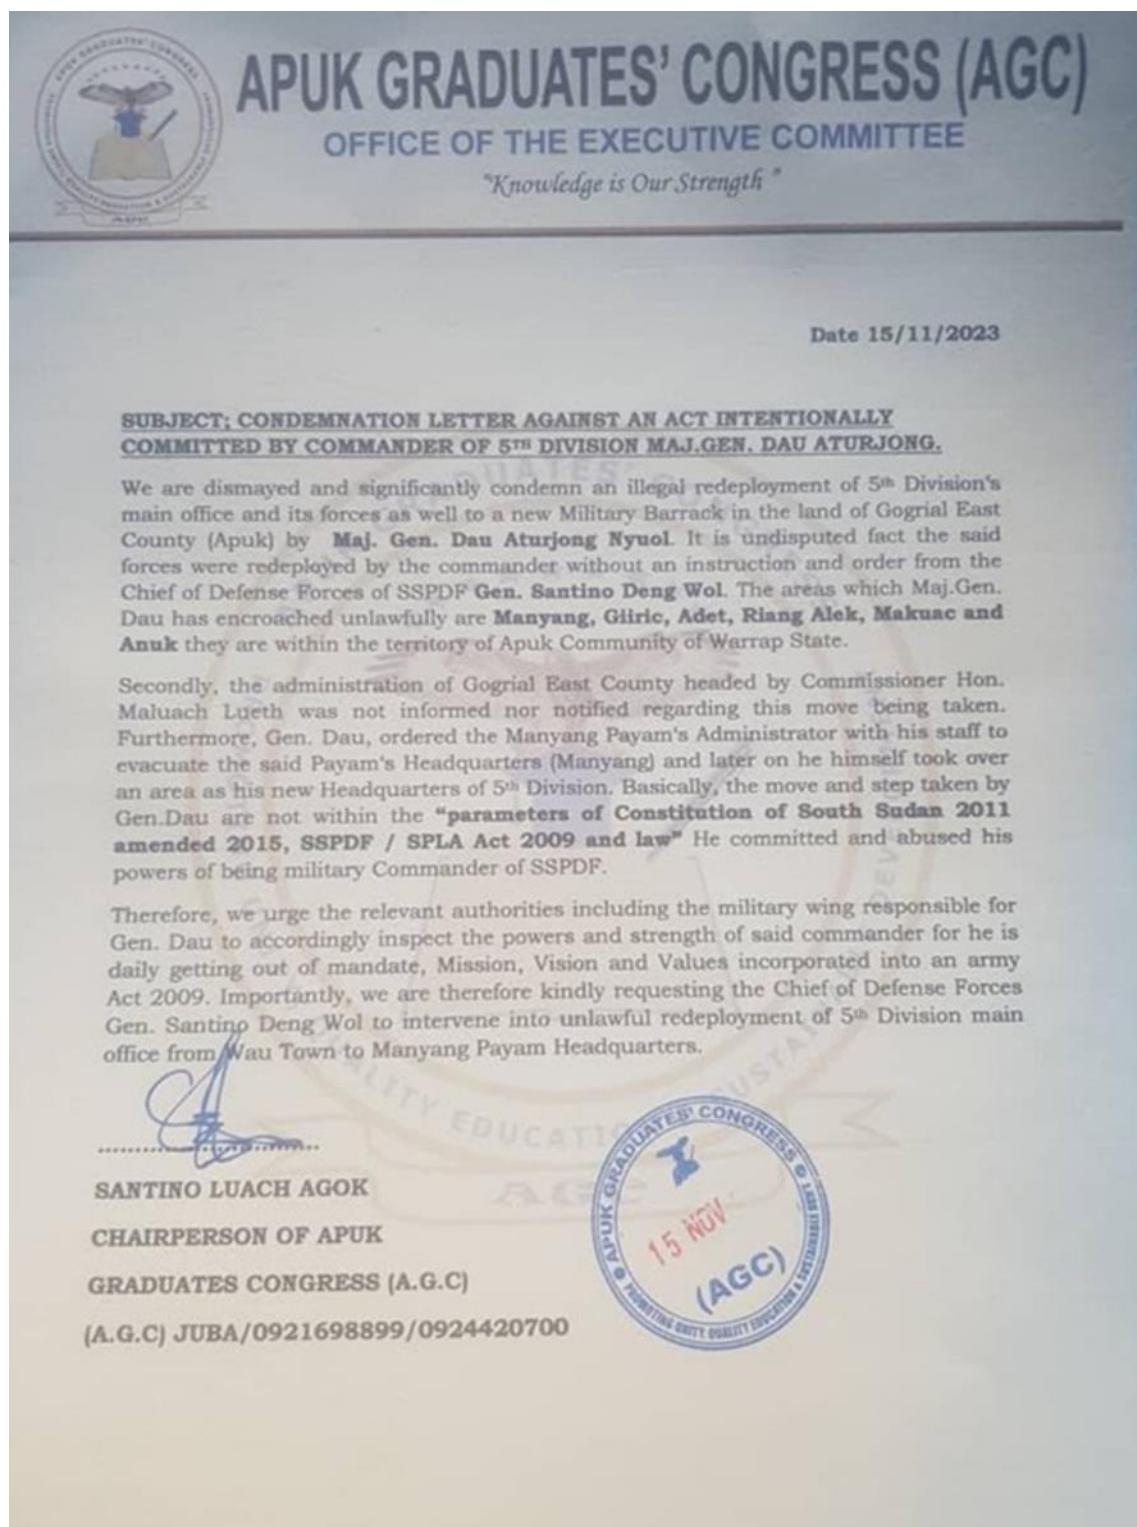 APUK GRADUATES' CONGRESS (AGC)
OFFICE OF THE EXECUTIVE COMMITTEE
"Knowledge is Our Strength "
Date 15/11/2023
SUBJECT; CONDEMNATION LETTER AGAINST AN ACT INTENTIONALLY
COMMITTED BY COMMANDER OF 5TH DIVISION MAJ.GEN. DAU ATURJONG.
We are dismayed and significantly condemn an illegal redeployment of 5th Division's
main office and its forces as well to a new Military Barrack in the land of Gogrial East
County (Apuk) by Maj. Gen. Dau Aturjong Nyuol. It is undisputed fact the said
forces were redeployed by the commander without an instruction and order from the
Chief of Defense Forces of SSPDF Gen. Santino Deng Wol. The areas which Maj.Gen.
Dau has encroached unlawfully are Manyang, Giiric, Adet, Riang Alek, Makuac and
Anuk they are within the territory of Apuk Community of Warrap State.
Secondly, the administration of Gogrial East County headed by Commissioner Hon.
Maluach Lueth was not informed nor notified regarding this move being taken.
Furthermore, Gen. Dau, ordered the Manyang Payam's Administrator with his staff to
evacuate the said Payam's Headquarters (Manyang) and later on he himself took over
an area as his new Headquarters of 5th Division. Basically, the move and step taken by
Gen.Dau are not within the "parameters of Constitution of South Sudan 2011
amended 2015, SSPDF / SPLA Act 2009 and law" He committed and abused his
powers of being military Commander of SSPDF.
Therefore, we urge the relevant authorities including the military wing responsible for
Gen. Dau to accordingly inspect the powers and strength of said commander for he is
daily getting out of mandate, Mission, Vision and Values incorporated into an army
Act 2009. Importantly, we are therefore kindly requesting the Chief of Defense Forces
Gen. Santino Deng Wol to intervene into unlawful redeployment of 5th Division main
office from Wau Town to Manyang Payam Headquarters.
SANTINO LUACH AGOK
CHAIRPERSON OF APUK
GRADUATES CONGRESS (A.G.C)
(A.G.C) JUBA/0921698899/0924420700
APUK GRADUATES' CONGRESS
15 NOV
(AGC)
PROMOTING UNITY, QUALITY EDUCATION & SUSTAINABLE